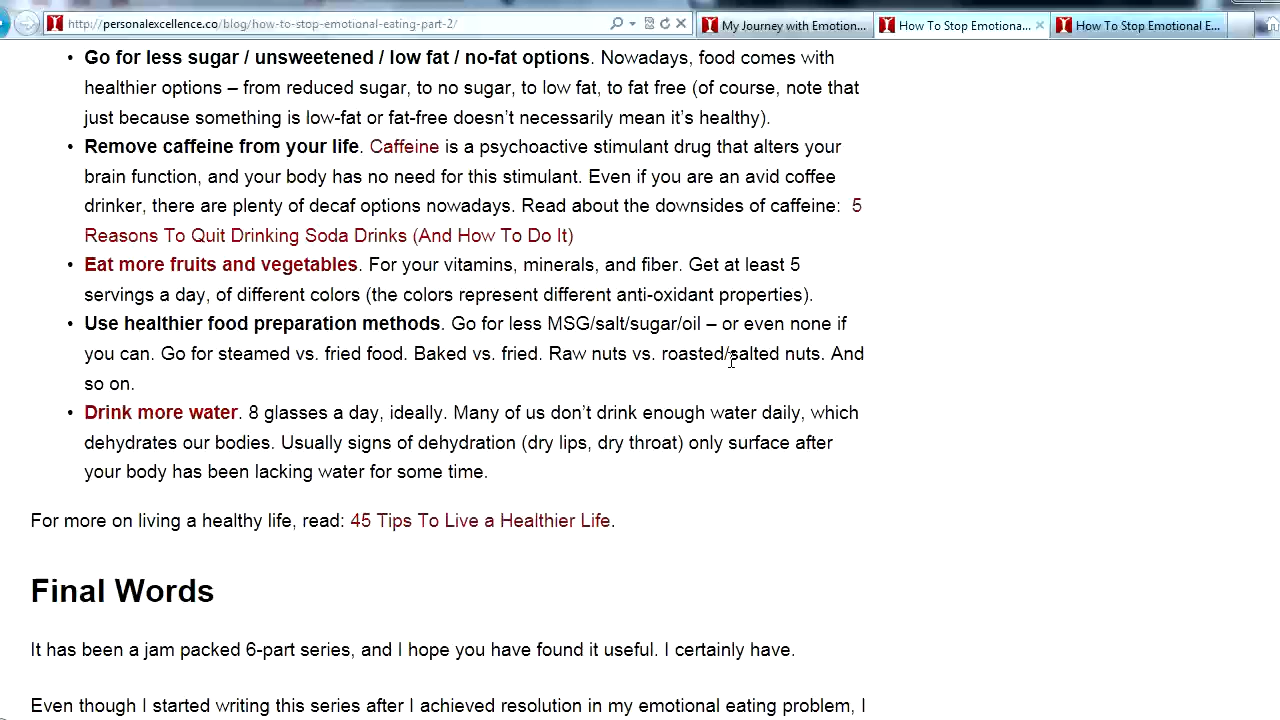 http://personalexcellence.co/blog/how-to-stop-emotional-eating-part-2/
My Journey with Emotion...
How To Stop Emotiona...
How To Stop Emotional E...
• Go for less sugar / unsweetened / low fat / no-fat options. Nowadays, food comes with
healthier options – from reduced sugar, to no sugar, to low fat, to fat free (of course, note that
just because something is low-fat or fat-free doesn’t necessarily mean it’s healthy).
• Remove caffeine from your life. Caffeine is a psychoactive stimulant drug that alters your
brain function, and your body has no need for this stimulant. Even if you are an avid coffee
drinker, there are plenty of decaf options nowadays. Read about the downsides of caffeine: 5
Reasons To Quit Drinking Soda Drinks (And How To Do It)
• Eat more fruits and vegetables. For your vitamins, minerals, and fiber. Get at least 5
servings a day, of different colors (the colors represent different anti-oxidant properties).
• Use healthier food preparation methods. Go for less MSG/salt/sugar/oil – or even none if
you can. Go for steamed vs. fried food. Baked vs. fried. Raw nuts vs. roasted/salted nuts. And
so on.
• Drink more water. 8 glasses a day, ideally. Many of us don’t drink enough water daily, which
dehydrates our bodies. Usually signs of dehydration (dry lips, dry throat) only surface after
your body has been lacking water for some time.
For more on living a healthy life, read: 45 Tips To Live a Healthier Life.
Final Words
It has been a jam packed 6-part series, and I hope you have found it useful. I certainly have.
Even though I started writing this series after I achieved resolution in my emotional eating problem, I